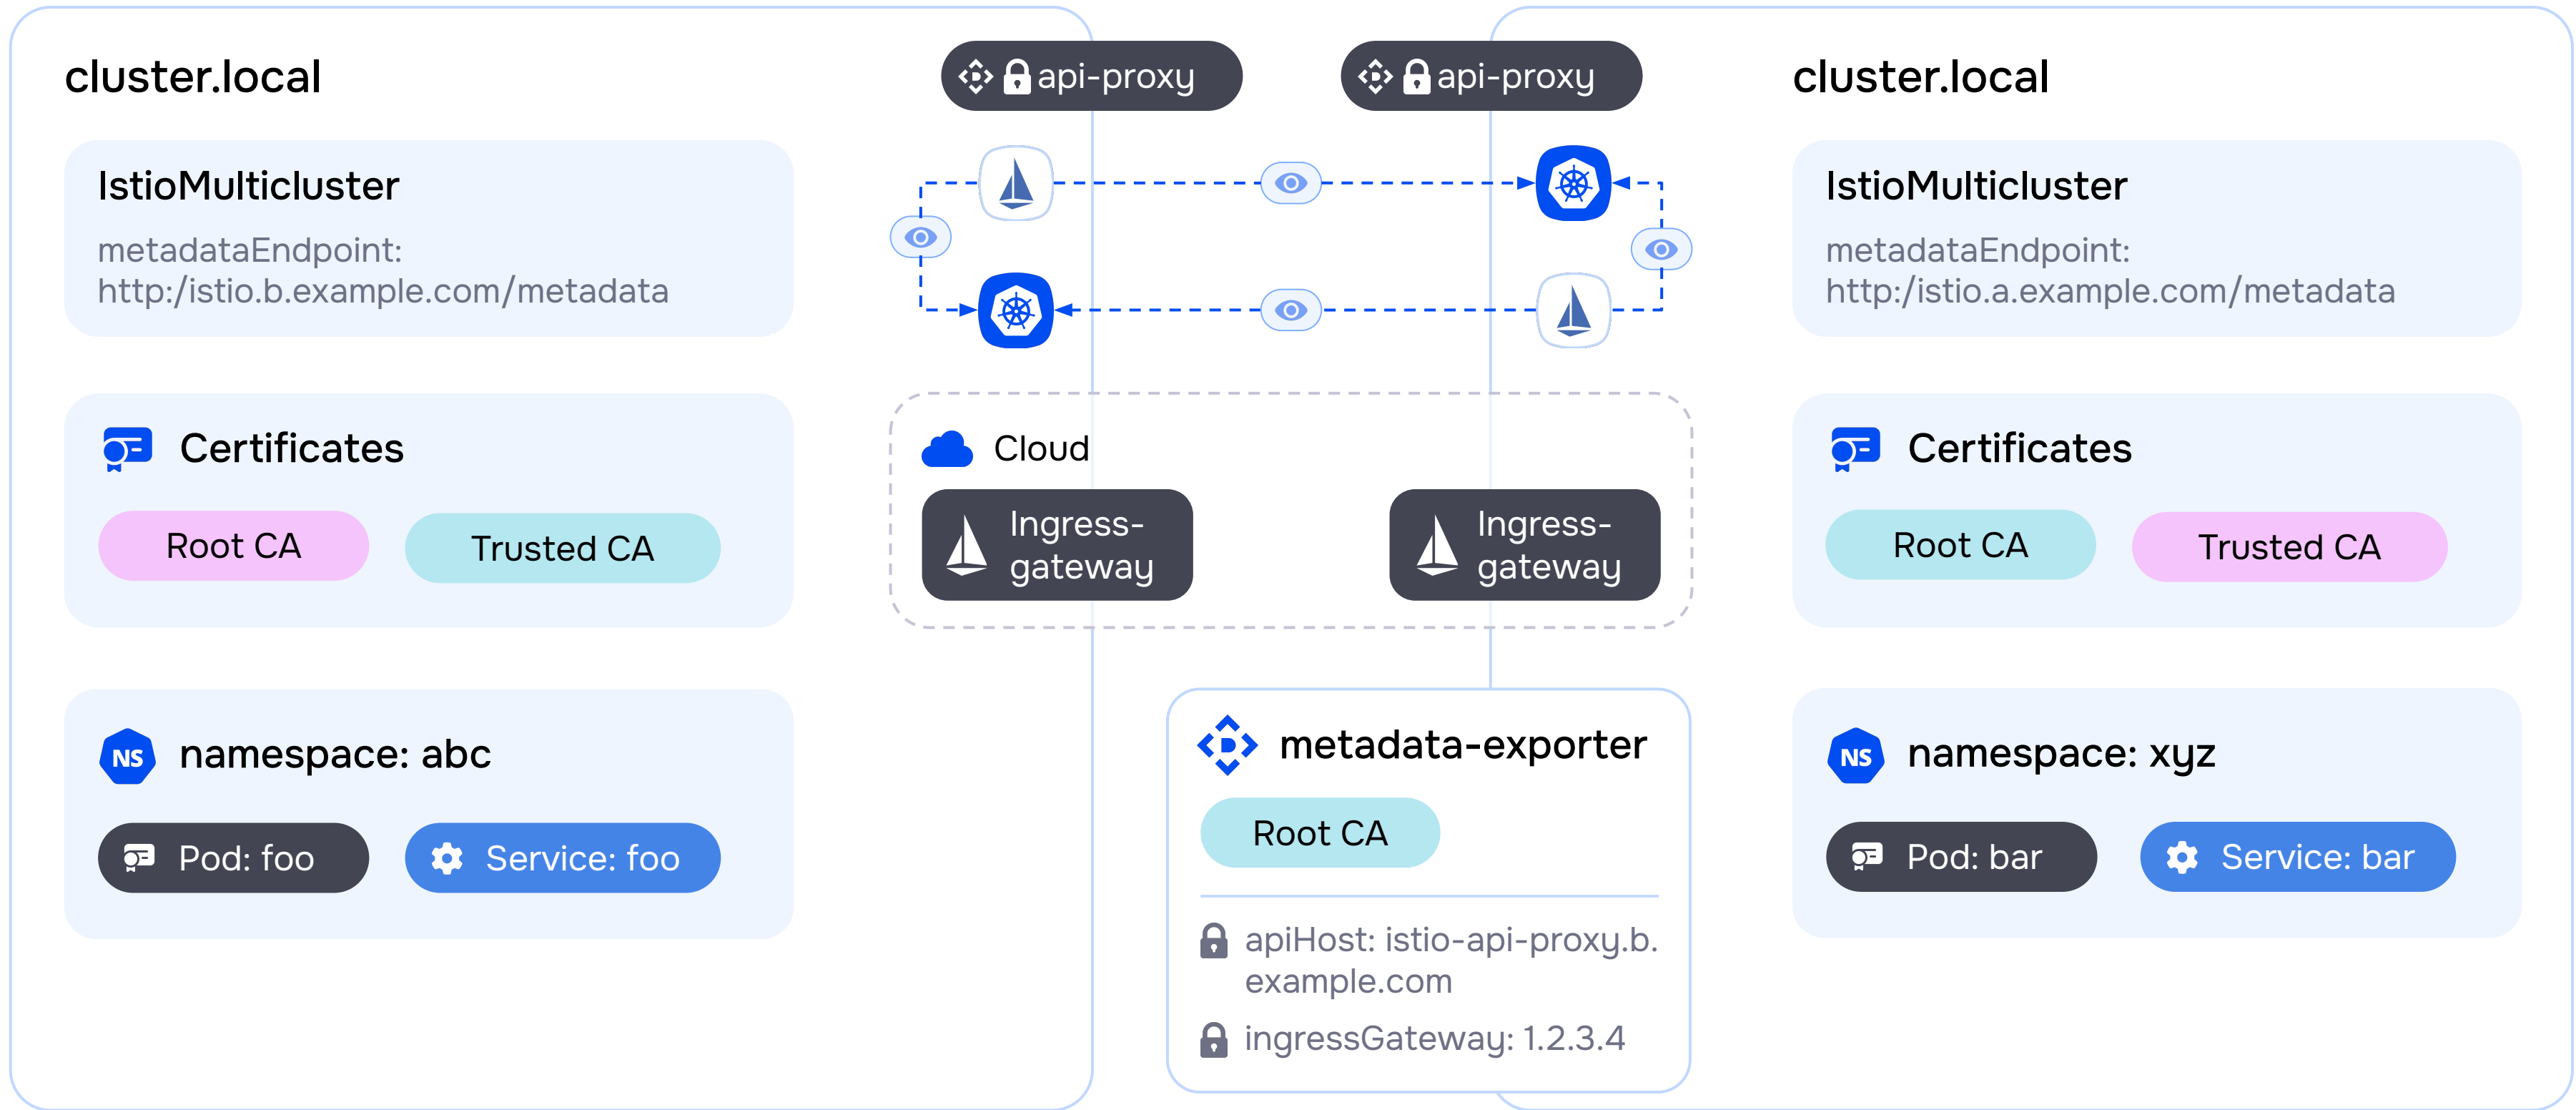 cluster.local
IstioMulticluster
metadataEndpoint:
http:/istio.b.example.com/metadata
Certificates
Root CA
Trusted CA
NS
namespace: abc
Pod: foo
Service: foo
api-proxy
api-proxy
Cloud
Ingress-
gateway
Ingress-
gateway
D
metadata-exporter
Root CA
apiHost: istio-api-proxy.b.
example.com
ingressGateway: 1.2.3.4
cluster.local
IstioMulticluster
metadataEndpoint:
http:/istio.a.example.com/metadata
Certificates
Root CA
Trusted CA
NS
namespace: xyz
Pod: bar
Service: bar